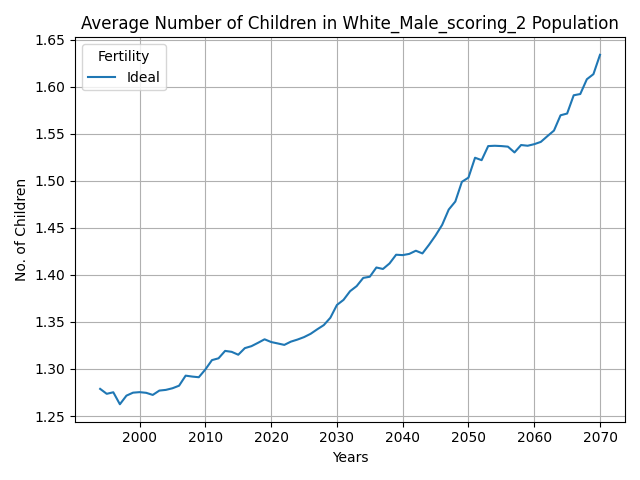 Average Number of Children in White_Male_scoring_2 Population
Fertility
Ideal
No. of Children
1.65
1.60
1.55
1.50
1.45
1.40
1.35
1.30
1.25
2000 2010 2020 2030 2040 2050 2060 2070
Years